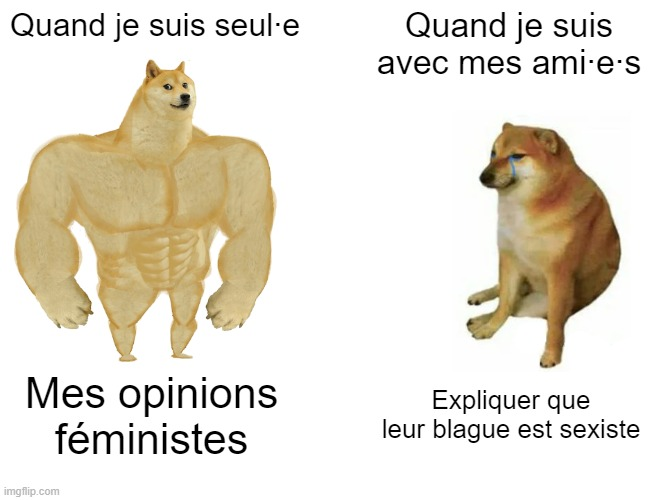 Quand je suis seul·e
Quand je suis
avec mes ami·e·s
Mes opinions
féministes
Expliquer que
leur blague est sexiste
imgflip.com